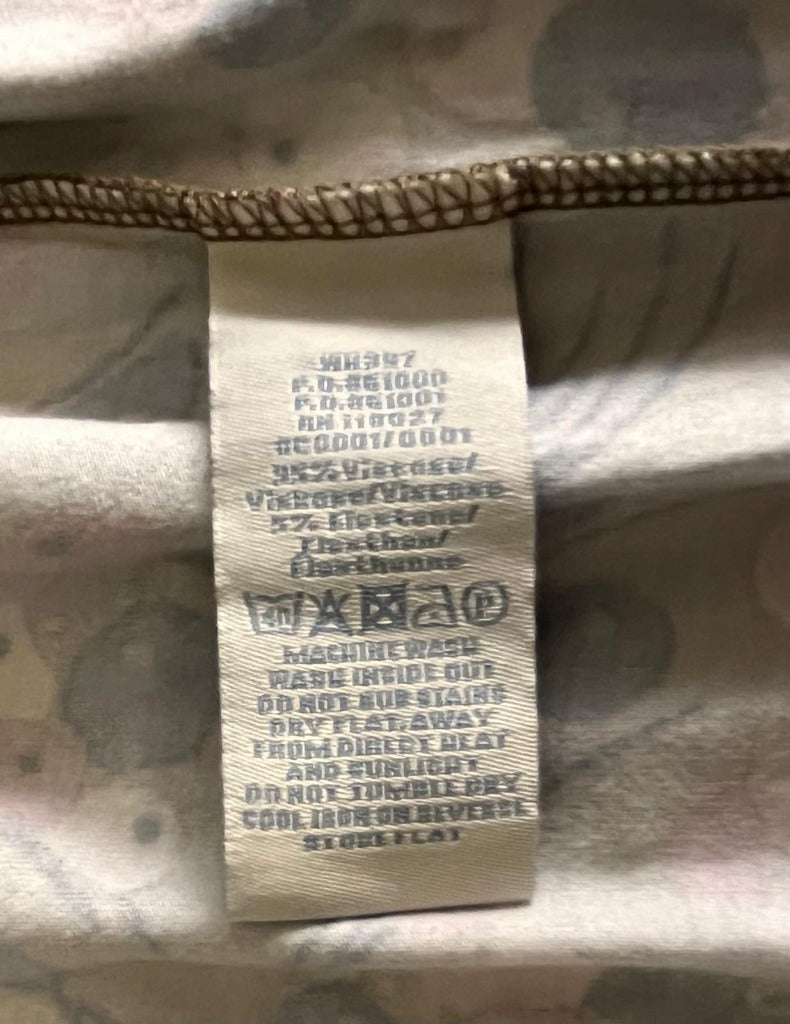 WH397
P.O.#61000
P.O.#61001
RN 110027
#C0001/0001
95% Viscose/
Viskose/Viscose
5% Elastane/
Elasthan/
Elasthanne
40
P
MACHINE WASH
WASH INSIDE OUT
DO NOT RUB STAINS
DRY FLAT, AWAY
FROM DIRECT HEAT
AND SUNLIGHT
DO NOT TUMBLE DRY
COOL IRON ON REVERSE
STORE FLAT